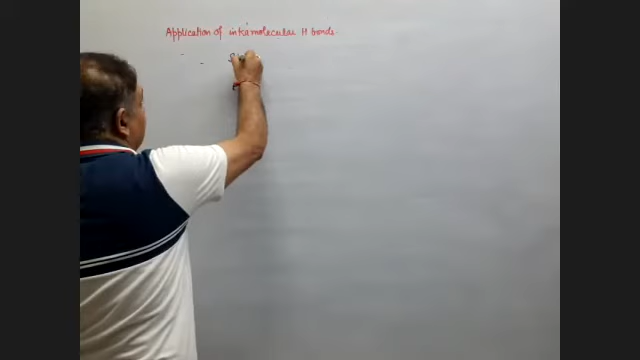 Application of intramolecular H bonds.